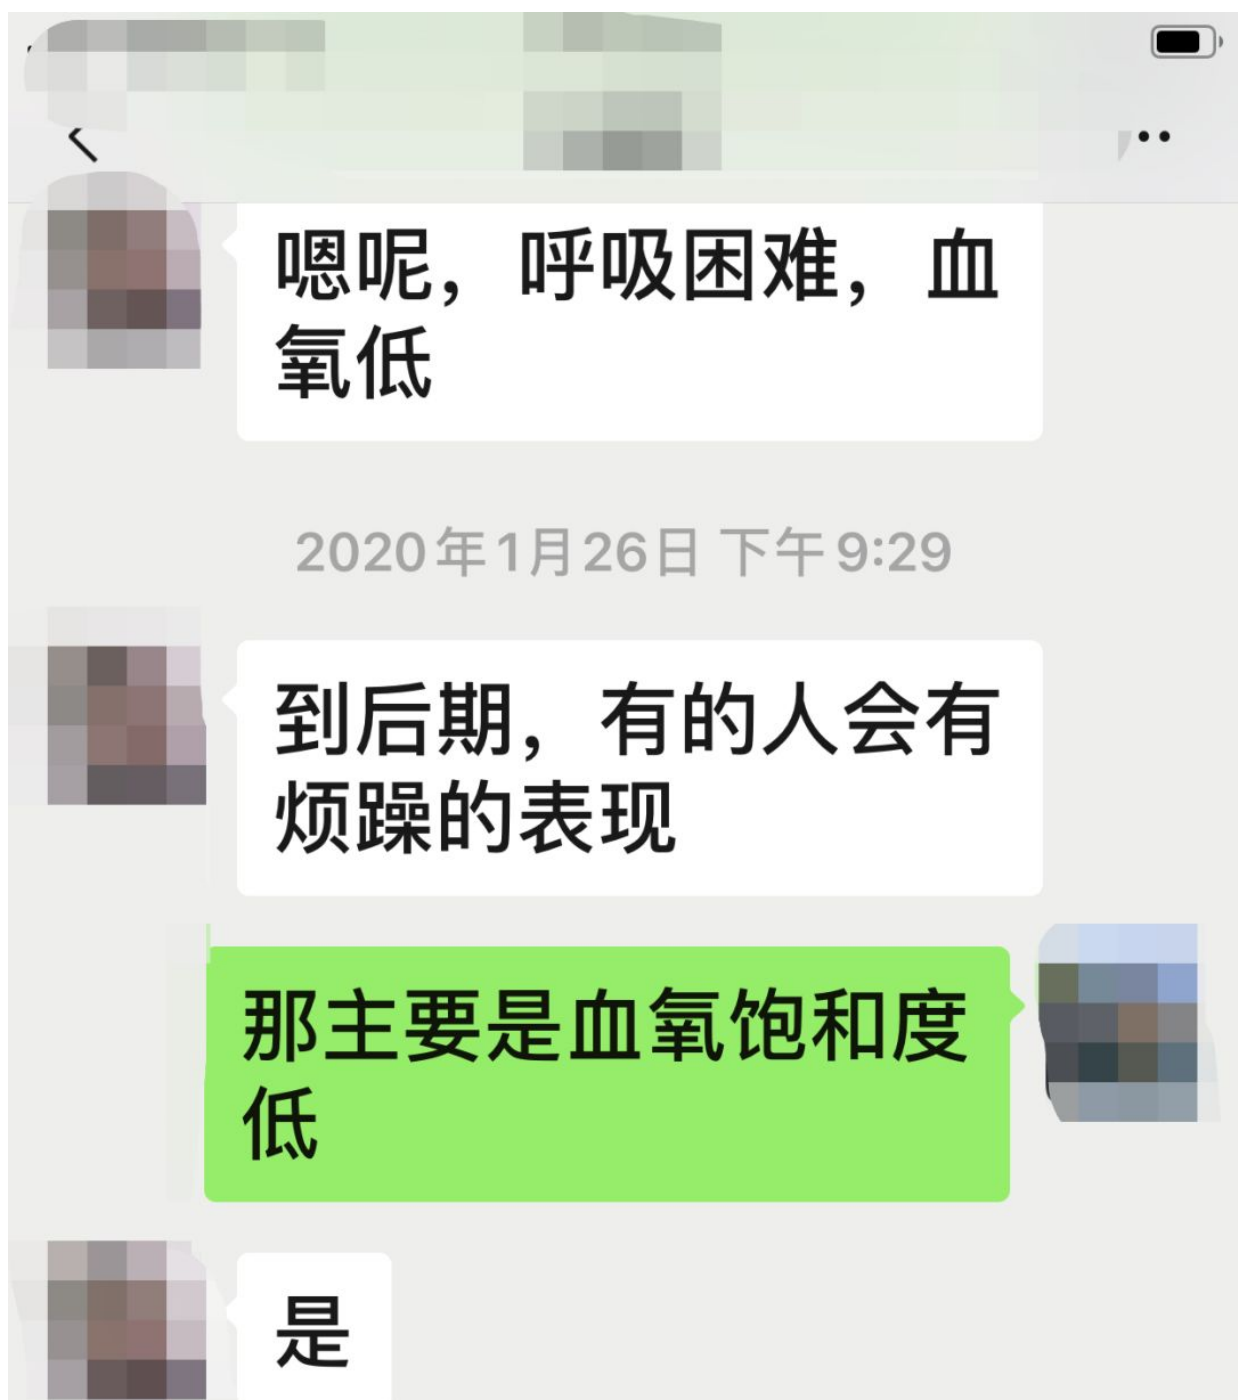 嗯呢，呼吸困难，血
氧低
2020年1月26日 下午9:29
到后期，有的人会有
烦躁的表现
那主要是血氧饱和度
低
是